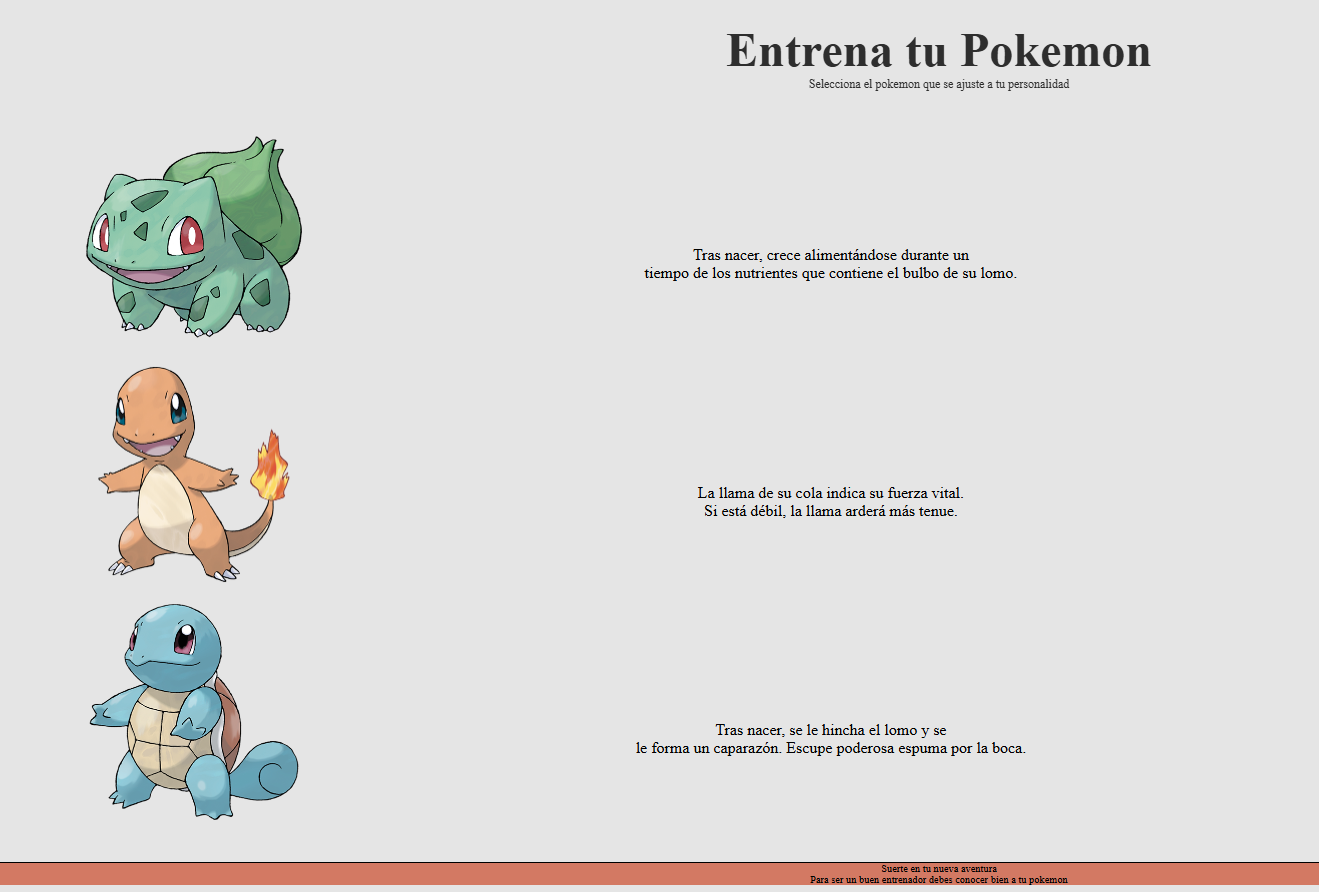 Entrena tu Pokemon
Selecciona el pokemon que se ajuste a tu personalidad
Tras nacer, crece alimentándose durante un
tiempo de los nutrientes que contiene el bulbo de su lomo.
La llama de su cola indica su fuerza vital.
Si está débil, la llama arderá más tenue.
Tras nacer, se le hincha el lomo y se
le forma un caparazón. Escupe poderosa espuma por la boca.
Suerte en tu nueva aventura
Para ser un buen entrenador debes conocer bien a tu pokemon